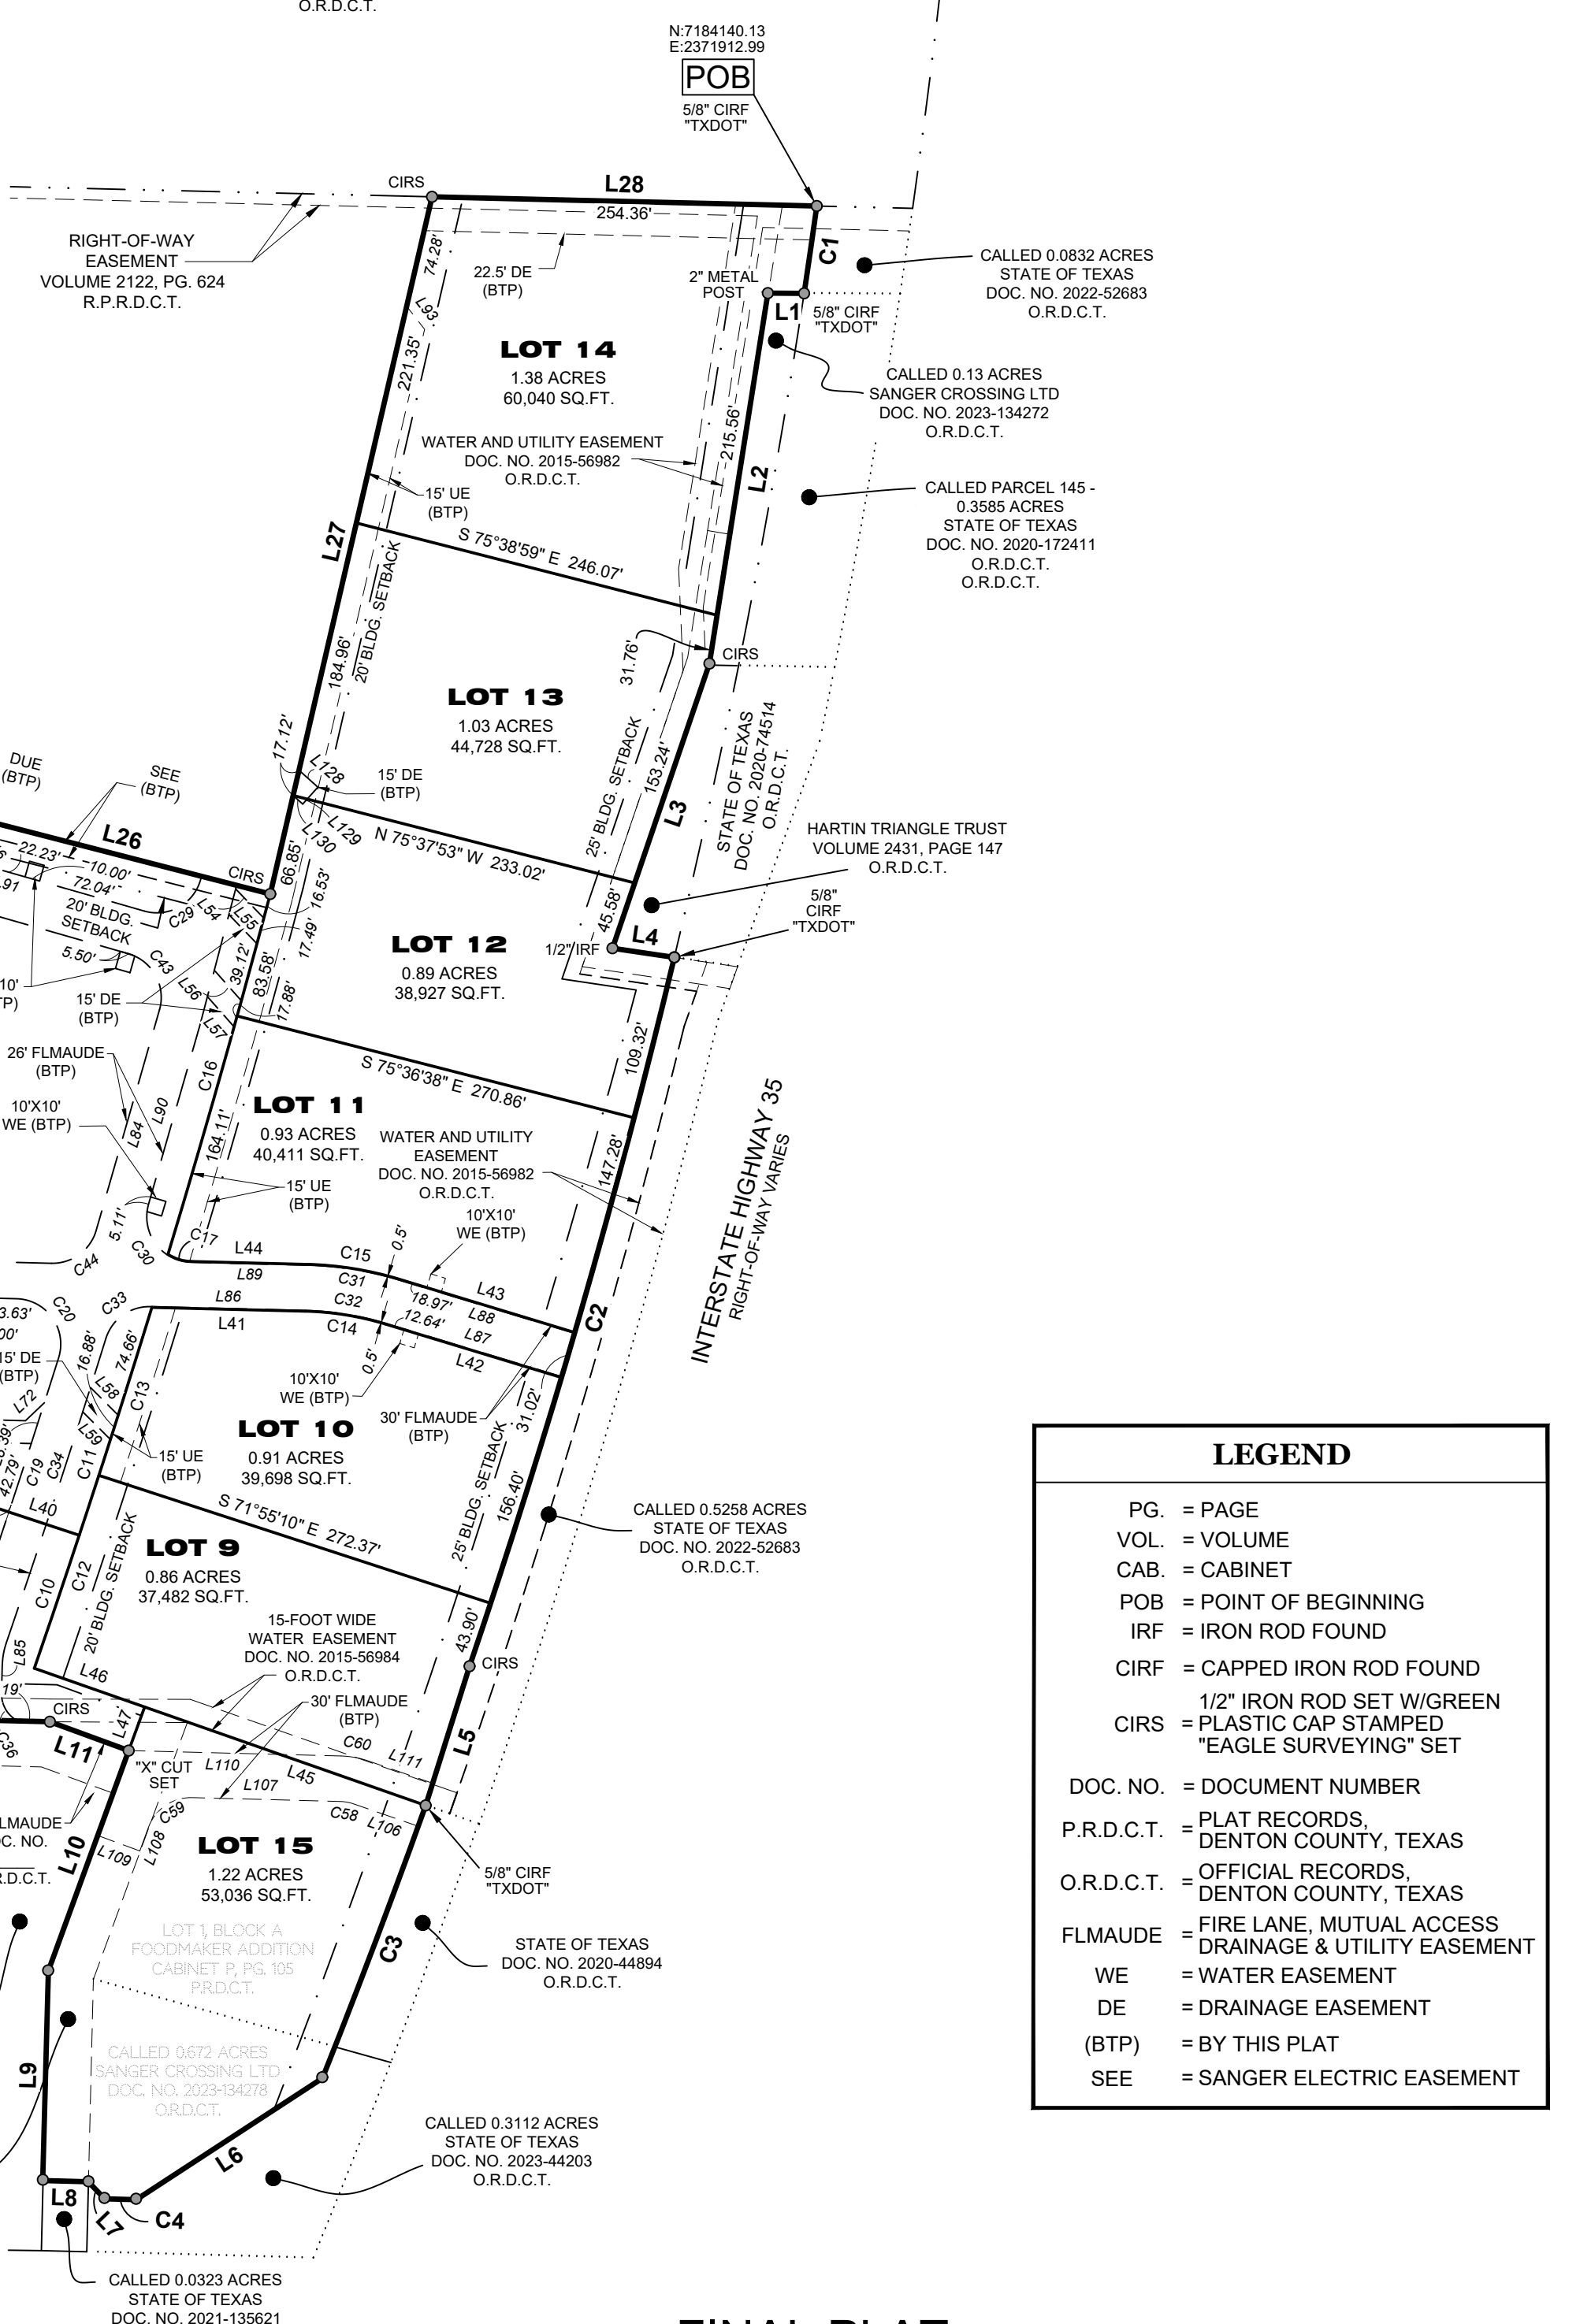 O.R.D.C.T.
N:7184140.13
E:2371912.99
POB
5/8" CIRF
"TXDOT"
CIRS
L28
254.36'
RIGHT-OF-WAY
EASEMENT
VOLUME 2122, PG. 624
R.P.R.D.C.T.
74.28'
22.5' DE
(BTP)
2" METAL
POST
C1
L1
5/8" CIRF
"TXDOT"
CALLED 0.0832 ACRES
STATE OF TEXAS
DOC. NO. 2022-52683
O.R.D.C.T.
L93
221.35'
LOT 14
1.38 ACRES
60,040 SQ.FT.
CALLED 0.13 ACRES
SANGER CROSSING LTD
DOC. NO. 2023-134272
O.R.D.C.T.
WATER AND UTILITY EASEMENT
DOC. NO. 2015-56982
O.R.D.C.T.
215.56'
L2
15' UE
(BTP)
CALLED PARCEL 145 -
0.3585 ACRES
STATE OF TEXAS
DOC. NO. 2020-172411
O.R.D.C.T.
O.R.D.C.T.
L27
S 75°38'59" E 246.07'
20' BLDG. SETBACK
184.96'
31.76'
CIRS
LOT 13
1.03 ACRES
44,728 SQ.FT.
17.12'
L128
15' DE
(BTP)
25' BLDG. SETBACK
153.24'
L3
STATE OF TEXAS
DOC. NO. 2020-74514
O.R.D.C.T.
DUE
(BTP)
SEE
(BTP)
L26
L129
L130
N 75°37'53" W 233.02'
HARTIN TRIANGLE TRUST
VOLUME 2431, PAGE 147
O.R.D.C.T.
22.23'
10.00'
72.04'
.91
20' BLDG.
SETBACK
C29
L54
L55
CIRS
66.85'
16.53'
17.49'
45.58'
5/8"
CIRF
"TXDOT"
1/2" IRF
L4
LOT 12
0.89 ACRES
38,927 SQ.FT.
5.50'
C43
L56
39.12'
83.58'
17.88'
10'
TP)
15' DE
(BTP)
L57
109.32'
26' FLMAUDE
(BTP)
C16
S 75°36'38" E 270.86'
10'X10'
WE (BTP)
L84
L90
164.11'
LOT 11
0.93 ACRES
40,411 SQ.FT.
15' UE
(BTP)
WATER AND UTILITY
EASEMENT
DOC. NO. 2015-56982
O.R.D.C.T.
147.28'
INTERSTATE HIGHWAY 35
RIGHT-OF-WAY VARIES
10'X10'
WE (BTP)
5.11'
C30
C17
C44
L44
L89
C15
C31
0.5'
18.97'
L43
L88
C2
L86
L41
C32
C14
12.64'
L87
L42
0.5'
3.63'
00'
C20
C33
15' DE
(BTP)
16.88'
74.66'
L58
L59
C13
C11
L72
.39'
42.79'
C19
C34
L40
10'X10'
WE (BTP)
30' FLMAUDE
(BTP)
31.02'
15' UE
(BTP)
LOT 10
0.91 ACRES
39,698 SQ.FT.
25' BLDG. SETBACK
156.40'
S 71°55'10" E 272.37'
CALLED 0.5258 ACRES
STATE OF TEXAS
DOC. NO. 2022-52683
O.R.D.C.T.
LOT 9
0.86 ACRES
37,482 SQ.FT.
C10
C12
20' BLDG. SETBACK
L85
L46
15-FOOT WIDE
WATER EASEMENT
DOC. NO. 2015-56984
O.R.D.C.T.
43.90'
CIRS
19'
CIRS
C36
L11
L47
"X" CUT
SET
30' FLMAUDE
(BTP)
C60
L111
L110
L45
L107
L5
C59
C58
L106
L108
L109
L10
LMAUDE
C. NO.
R.D.C.T.
LOT 15
1.22 ACRES
53,036 SQ.FT.
5/8" CIRF
"TXDOT"
LOT 1, BLOCK A
FOODMAKER ADDITION
CABINET P, PG. 105
P.R.D.C.T.
C3
STATE OF TEXAS
DOC. NO. 2020-44894
O.R.D.C.T.
CALLED 0.672 ACRES
SANGER CROSSING LTD
DOC. NO. 2023-134278
O.R.D.C.T.
L9
L6
CALLED 0.3112 ACRES
STATE OF TEXAS
DOC. NO. 2023-44203
O.R.D.C.T.
L8
L7
C4
CALLED 0.0323 ACRES
STATE OF TEXAS
DOC. NO. 2021-135621
LEGEND
PG. = PAGE
VOL. = VOLUME
CAB. = CABINET
POB = POINT OF BEGINNING
IRF = IRON ROD FOUND
CIRF = CAPPED IRON ROD FOUND
CIRS = 1/2" IRON ROD SET W/GREEN
PLASTIC CAP STAMPED
"EAGLE SURVEYING" SET
DOC. NO. = DOCUMENT NUMBER
P.R.D.C.T. = PLAT RECORDS,
DENTON COUNTY, TEXAS
O.R.D.C.T. = OFFICIAL RECORDS,
DENTON COUNTY, TEXAS
FLMAUDE = FIRE LANE, MUTUAL ACCESS
DRAINAGE & UTILITY EASEMENT
WE = WATER EASEMENT
DE = DRAINAGE EASEMENT
(BTP) = BY THIS PLAT
SEE = SANGER ELECTRIC EASEMENT
FINAL PLAT